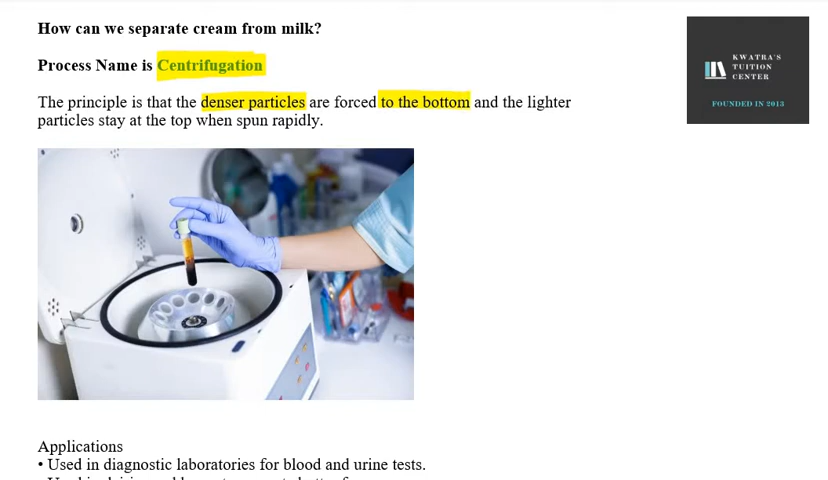 How can we separate cream from milk?
Process Name is Centrifugation
The principle is that the denser particles are forced to the bottom and the lighter
particles stay at the top when spun rapidly.
KWATRA'S
TUITION
CENTER
FOUNDED IN 2013
Applications
• Used in diagnostic laboratories for blood and urine tests.